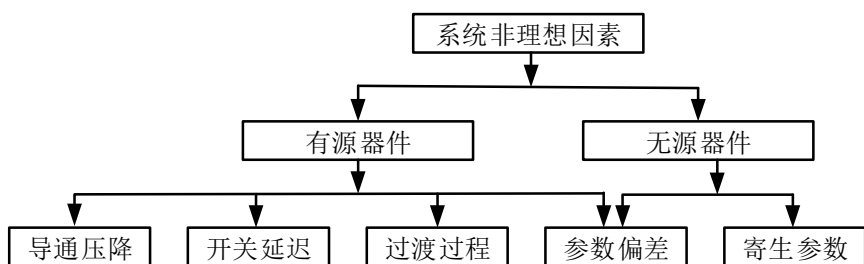 系统非理想因素
有源器件
无源器件
导通压降
开关延迟
过渡过程
参数偏差
寄生参数